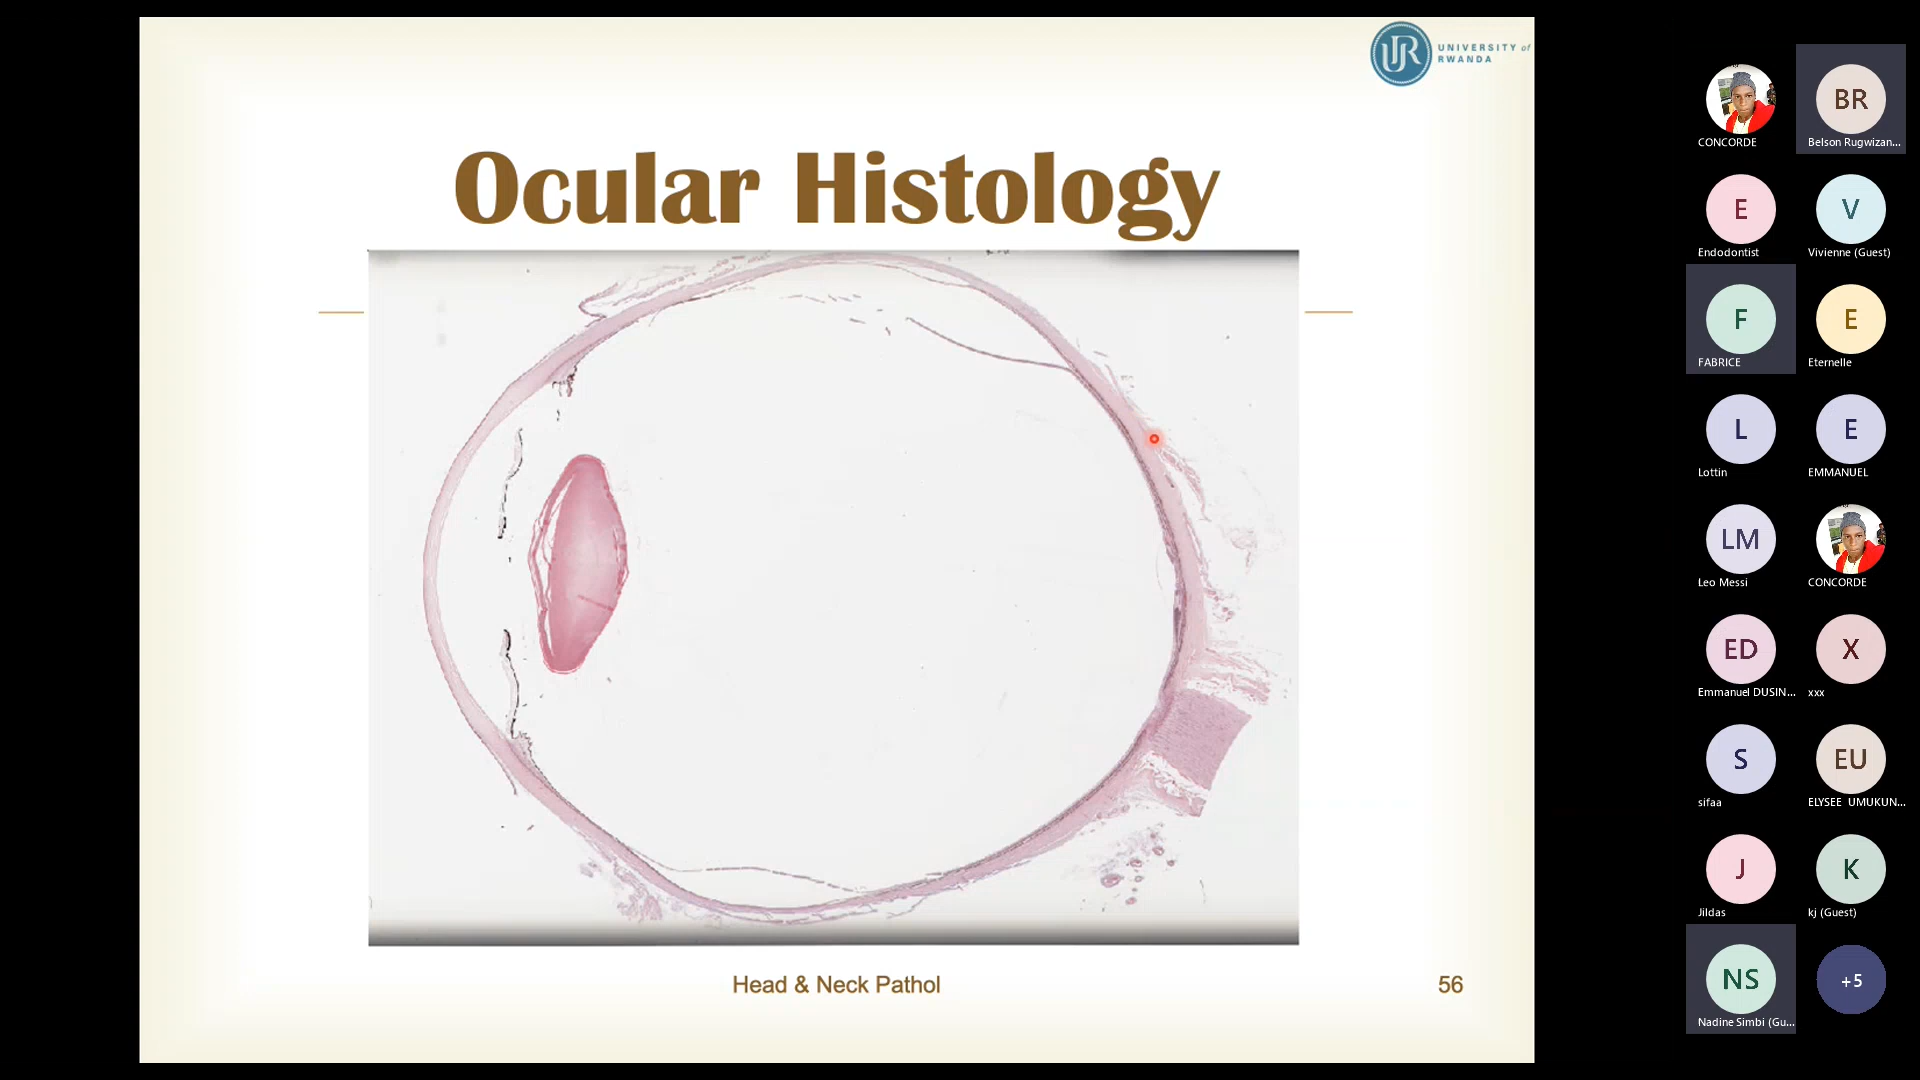 UNIVERSITY of
RWANDA
Ocular Histology
Head & Neck Pathol
56
CONCORDE
BR
Belson Rugwizan...
E
Endodontist
V
Vivienne (Guest)
F
FABRICE
E
Eternelle
L
Lottin
E
EMMANUEL
LM
Leo Messi
CONCORDE
ED
Emmanuel DUSIN...
X
xxx
S
sifaa
EU
ELYSEE UMUKUN...
J
Jildas
K
kj (Guest)
NS
Nadine Simbi (Gu...
+5